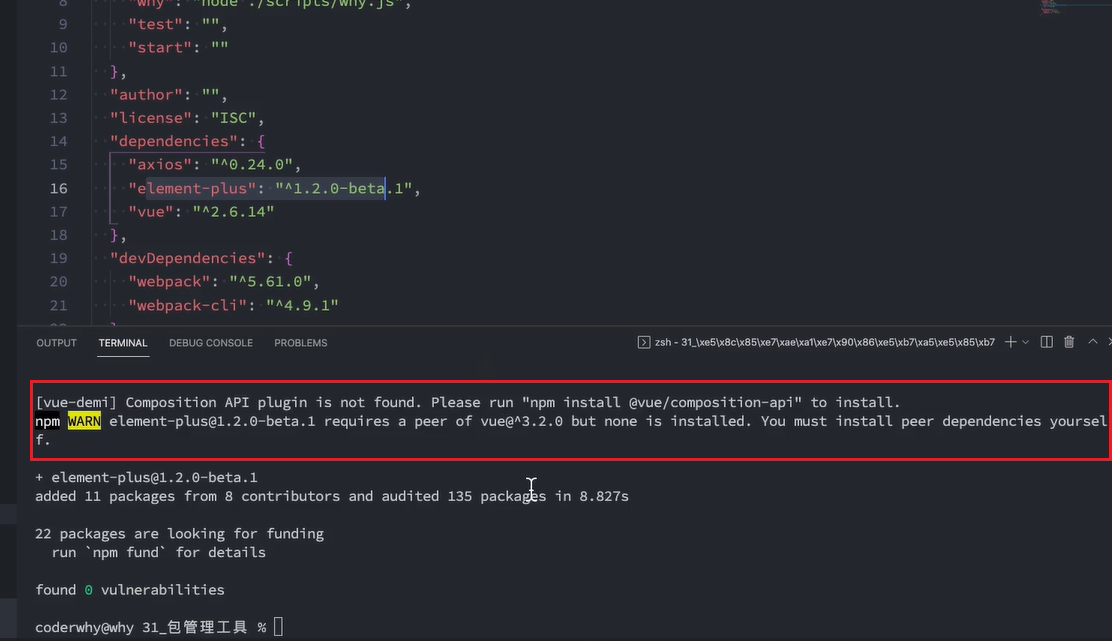 8 "why": "node ./scripts/why.js",
9 "test": "",
10 "start": ""
11 },
12 "author": "",
13 "license": "ISC",
14 "dependencies": {
15 "axios": "^0.24.0",
16 "element-plus": "^1.2.0-beta.1",
17 "vue": "^2.6.14"
18 },
19 "devDependencies": {
20 "webpack": "^5.61.0",
21 "webpack-cli": "^4.9.1"
OUTPUT TERMINAL DEBUG CONSOLE PROBLEMS zsh - 31_\xe5\x8c\x85\xe7\xae\xa1\xe7\x90\x86\xe5\xb7\xa5\xe5\x85\xb7
[vue-demi] Composition API plugin is not found. Please run "npm install @vue/composition-api" to install.
npm WARN element-plus@1.2.0-beta.1 requires a peer of vue@^3.2.0 but none is installed. You must install peer dependencies yoursel
f.
+ element-plus@1.2.0-beta.1
added 11 packages from 8 contributors and audited 135 packages in 8.827s
22 packages are looking for funding
run `npm fund` for details
found 0 vulnerabilities
coderwhy@why 31_包管理工具 %